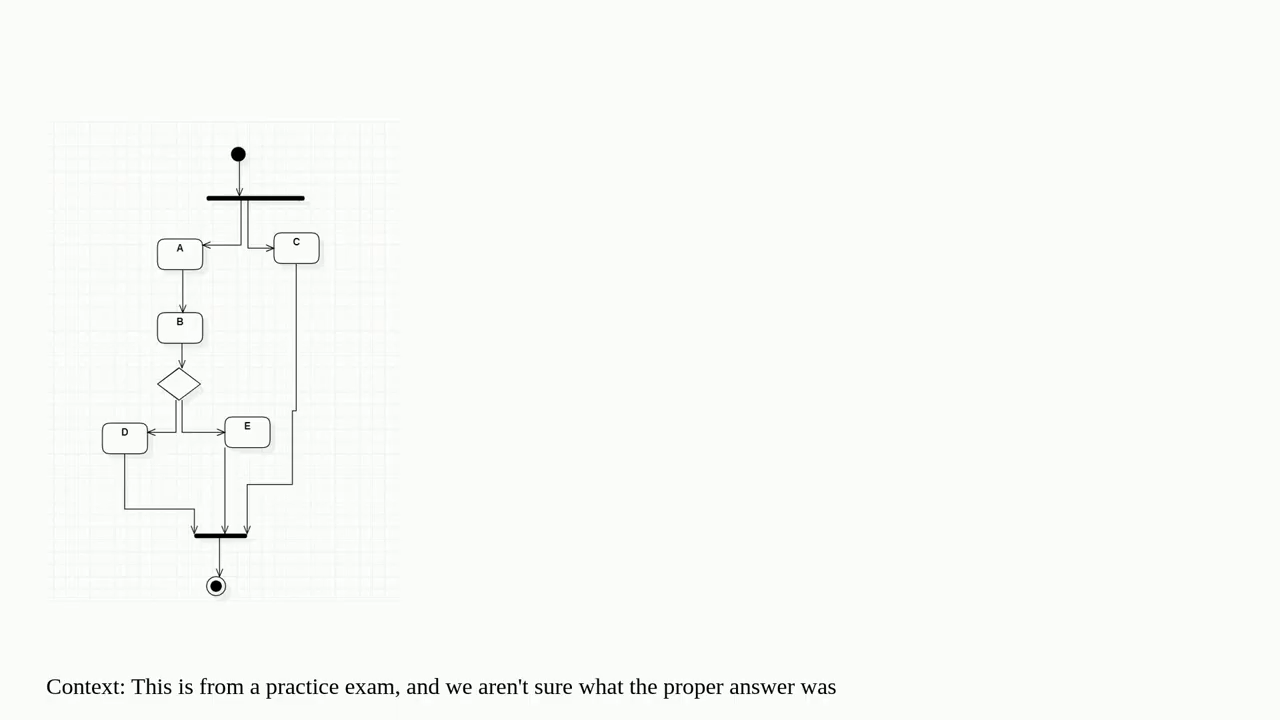 A
C
B
D
E
Context: This is from a practice exam, and we aren't sure what the proper answer was